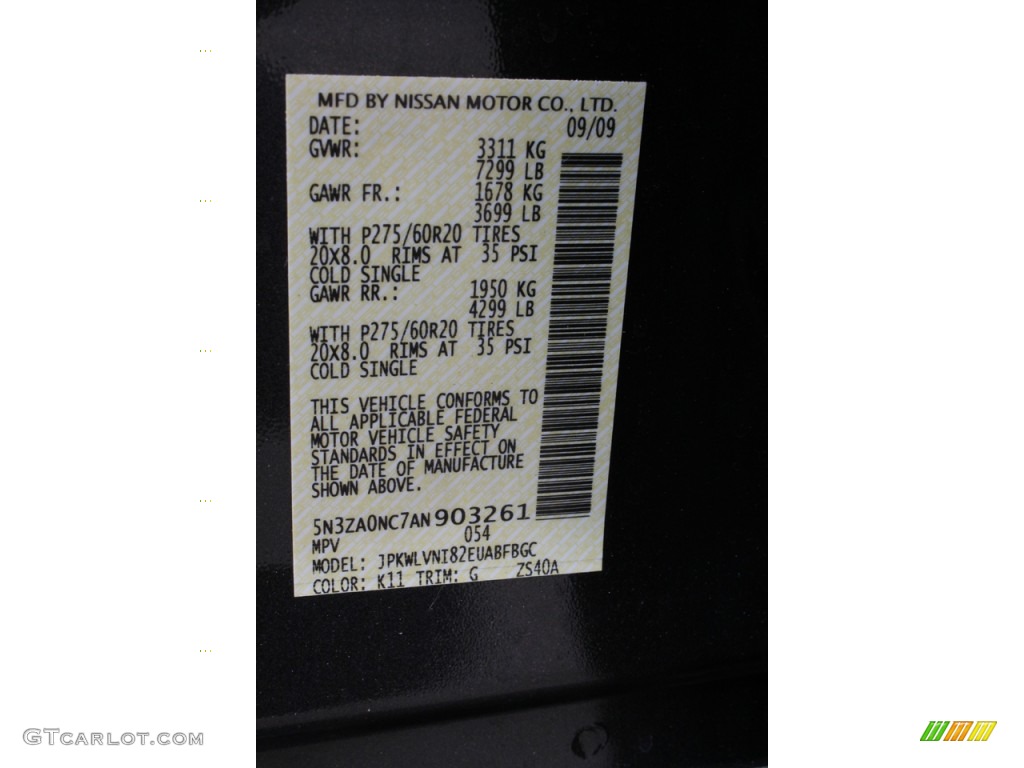 MFD BY NISSAN MOTOR CO., LTD.
DATE: 09/09
GVWR: 3311 KG
7299 LB
GAWR FR.: 1678 KG
3699 LB
WITH P275/60R20 TIRES
20X8.0 RIMS AT 35 PSI
COLD SINGLE
GAWR RR.: 1950 KG
4299 LB
WITH P275/60R20 TIRES
20X8.0 RIMS AT 35 PSI
COLD SINGLE
THIS VEHICLE CONFORMS TO
ALL APPLICABLE FEDERAL
MOTOR VEHICLE SAFETY
STANDARDS IN EFFECT ON
THE DATE OF MANUFACTURE
SHOWN ABOVE.
5N3ZA0NC7AN903261
MPV 054
MODEL: JPKWLVNI82EUABFBGC
COLOR: K11 TRIM: G ZS40A
GTCARLOT.COM